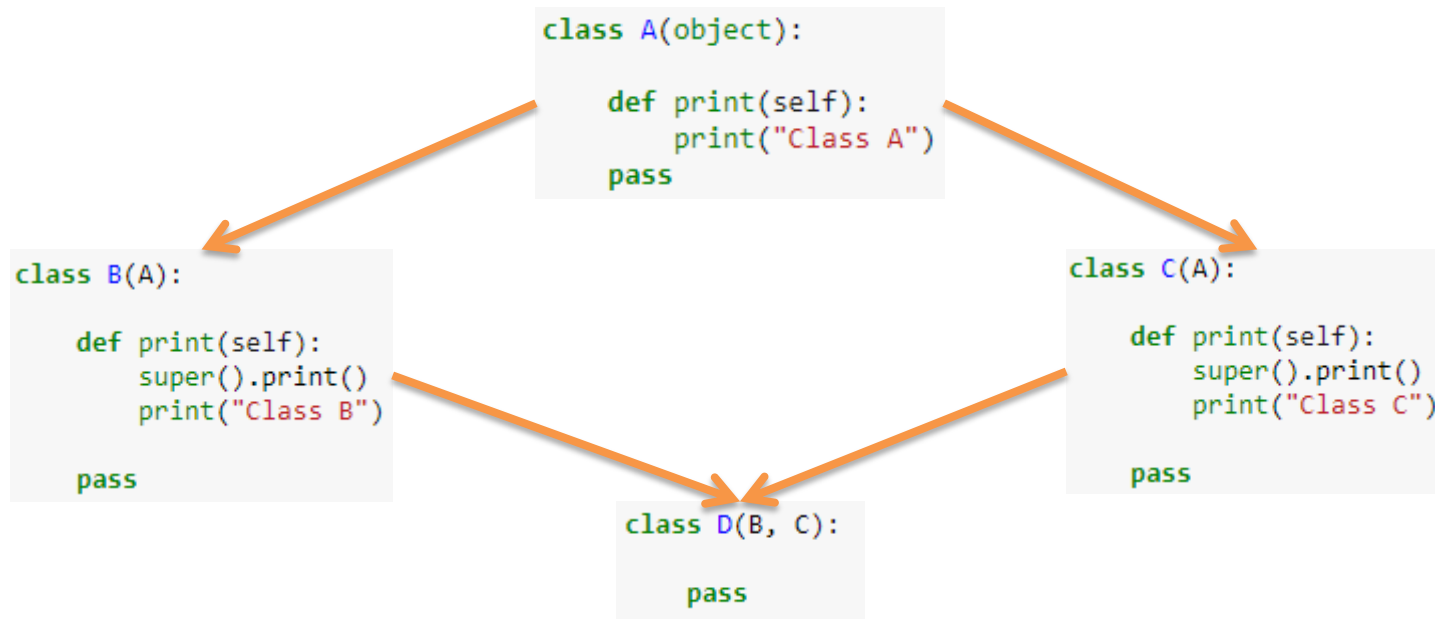 class A(object):
    def print(self):
        print("Class A")
    pass
class B(A):
    def print(self):
        super().print()
        print("Class B")
    pass
class C(A):
    def print(self):
        super().print()
        print("Class C")
    pass
class D(B, C):
    pass